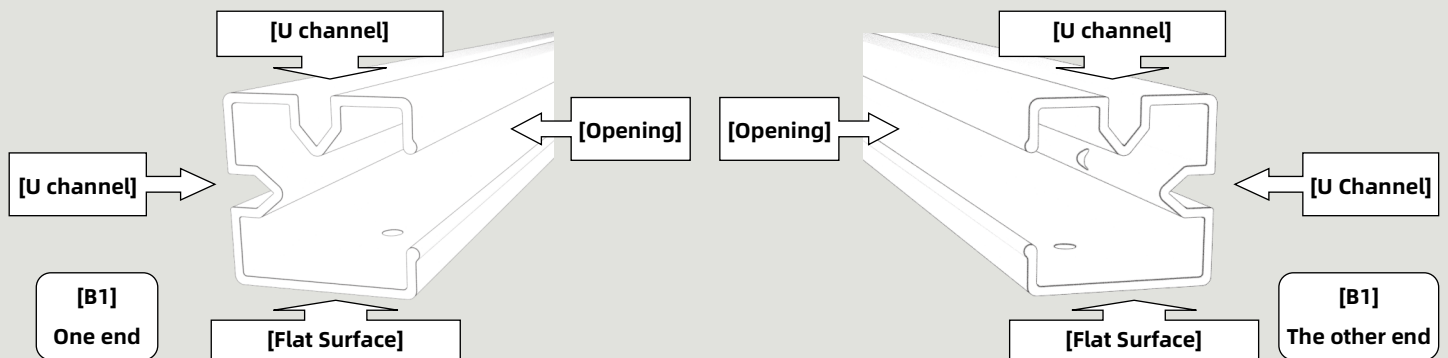 [U channel]
[Opening]
[U channel]
[B1]
One end
[Flat Surface]
[U channel]
[Opening]
[U Channel]
[B1]
The other end
[Flat Surface]